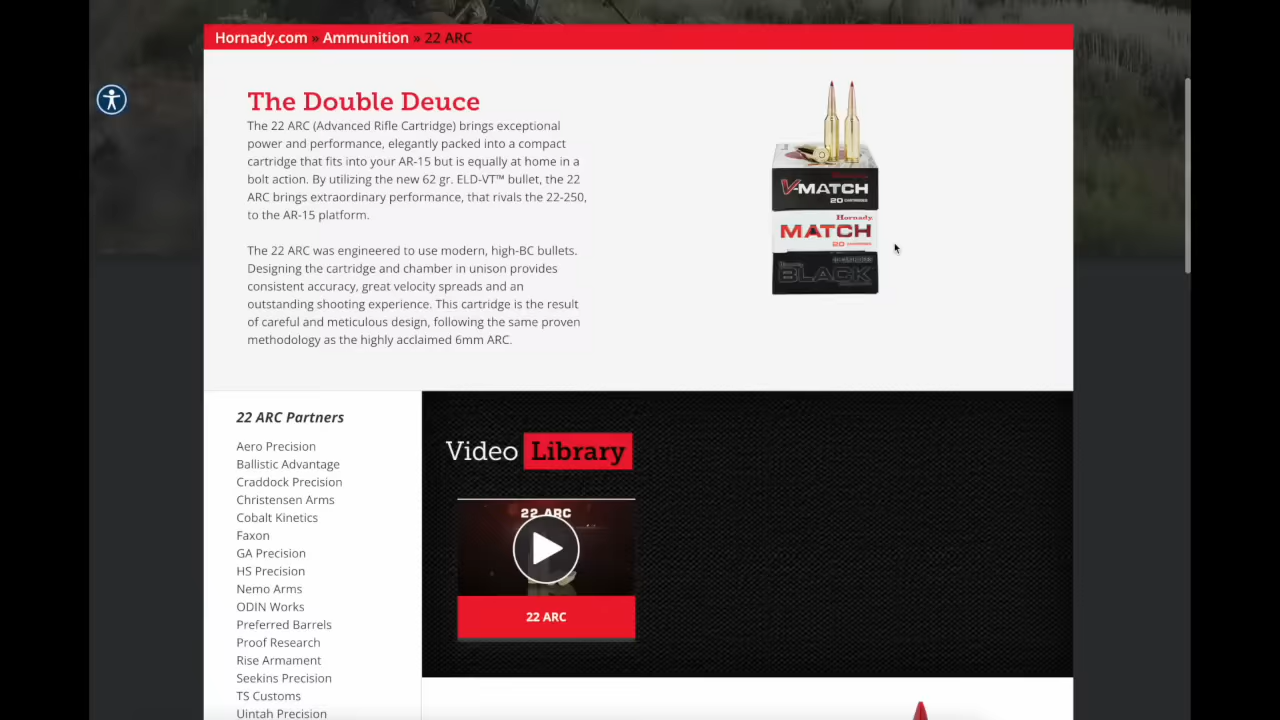 Hornady.com » Ammunition » 22 ARC
The Double Deuce
The 22 ARC (Advanced Rifle Cartridge) brings exceptional
power and performance, elegantly packed into a compact
cartridge that fits into your AR-15 but is equally at home in a
bolt action. By utilizing the new 62 gr. ELD-VT™ bullet, the 22
ARC brings extraordinary performance, that rivals the 22-250,
to the AR-15 platform.
The 22 ARC was engineered to use modern, high-BC bullets.
Designing the cartridge and chamber in unison provides
consistent accuracy, great velocity spreads and an
outstanding shooting experience. This cartridge is the result
of careful and meticulous design, following the same proven
methodology as the highly acclaimed 6mm ARC.
V-MATCH
20 CARTRIDGES
Hornady
MATCH
20 CARTRIDGES
BLACK
22 ARC Partners
Aero Precision
Ballistic Advantage
Craddock Precision
Christensen Arms
Cobalt Kinetics
Faxon
GA Precision
HS Precision
Nemo Arms
ODIN Works
Preferred Barrels
Proof Research
Rise Armament
Seekins Precision
TS Customs
Uintah Precision
Video Library
22 ARC
22 ARC